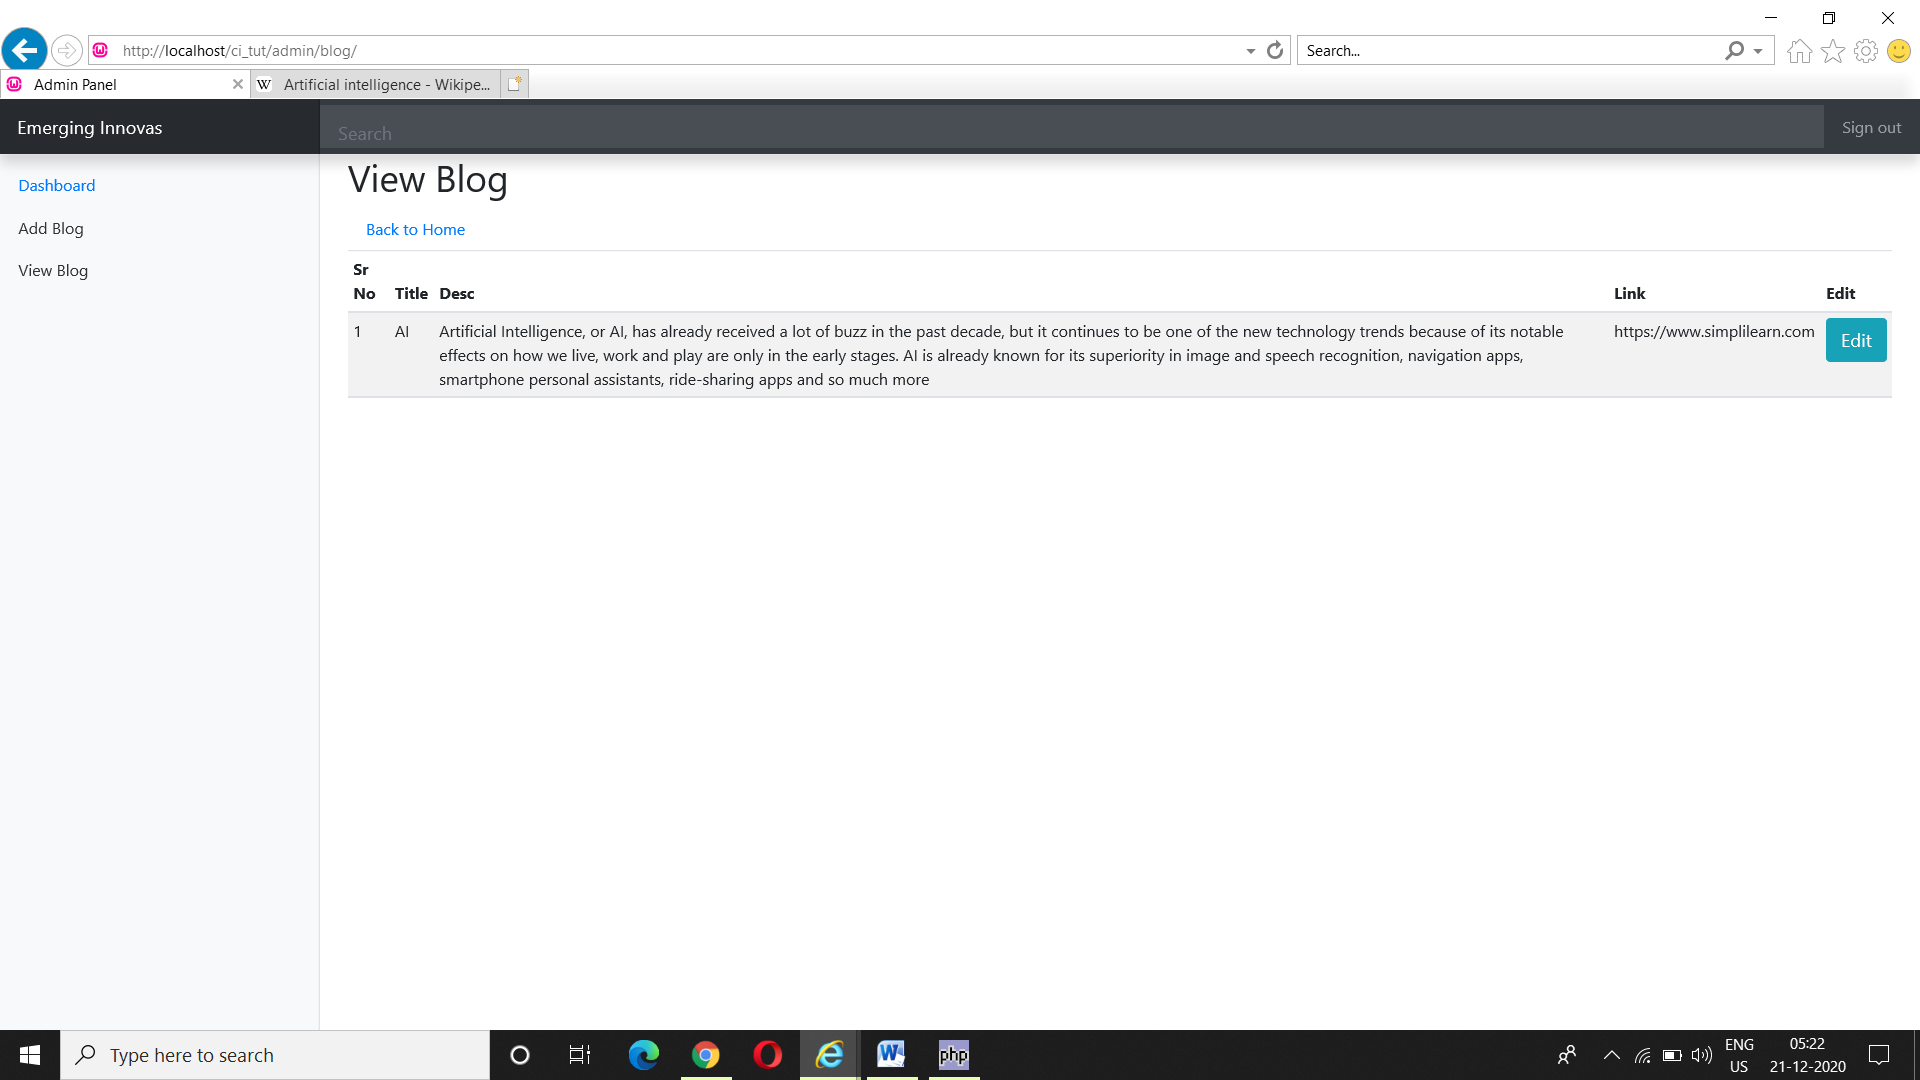 http://localhost/ci_tut/admin/blog/
Search...
Admin Panel
W Artificial intelligence - Wikipe...
Emerging Innovas
Search
Sign out
Dashboard
Add Blog
View Blog
View Blog
Back to Home
Sr
No Title Desc Link Edit
1 AI Artificial Intelligence, or AI, has already received a lot of buzz in the past decade, but it continues to be one of the new technology trends because of its notable https://www.simplilearn.com Edit
effects on how we live, work and play are only in the early stages. AI is already known for its superiority in image and speech recognition, navigation apps,
smartphone personal assistants, ride-sharing apps and so much more
Type here to search
W
php
ENG
US
05:22
21-12-2020